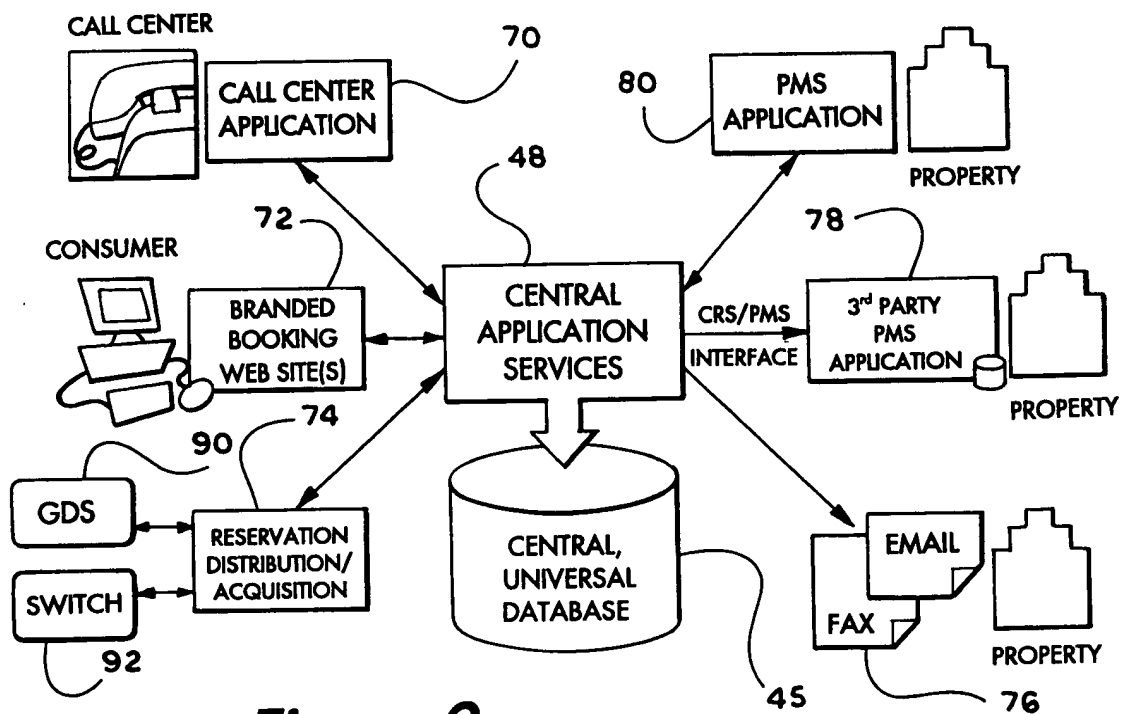 CALL CENTER
70
CALL CENTER
APPLICATION
80
PMS
APPLICATION
PROPERTY
48
72
CONSUMER
BRANDED
BOOKING
WEB SITE(S)
CENTRAL
APPLICATION
SERVICES
CRS/PMS
INTERFACE
78
3rd PARTY
PMS
APPLICATION
PROPERTY
74
90
GDS
SWITCH
92
RESERVATION
DISTRIBUTION/
ACQUISITION
CENTRAL,
UNIVERSAL
DATABASE
45
EMAIL
FAX
76
PROPERTY